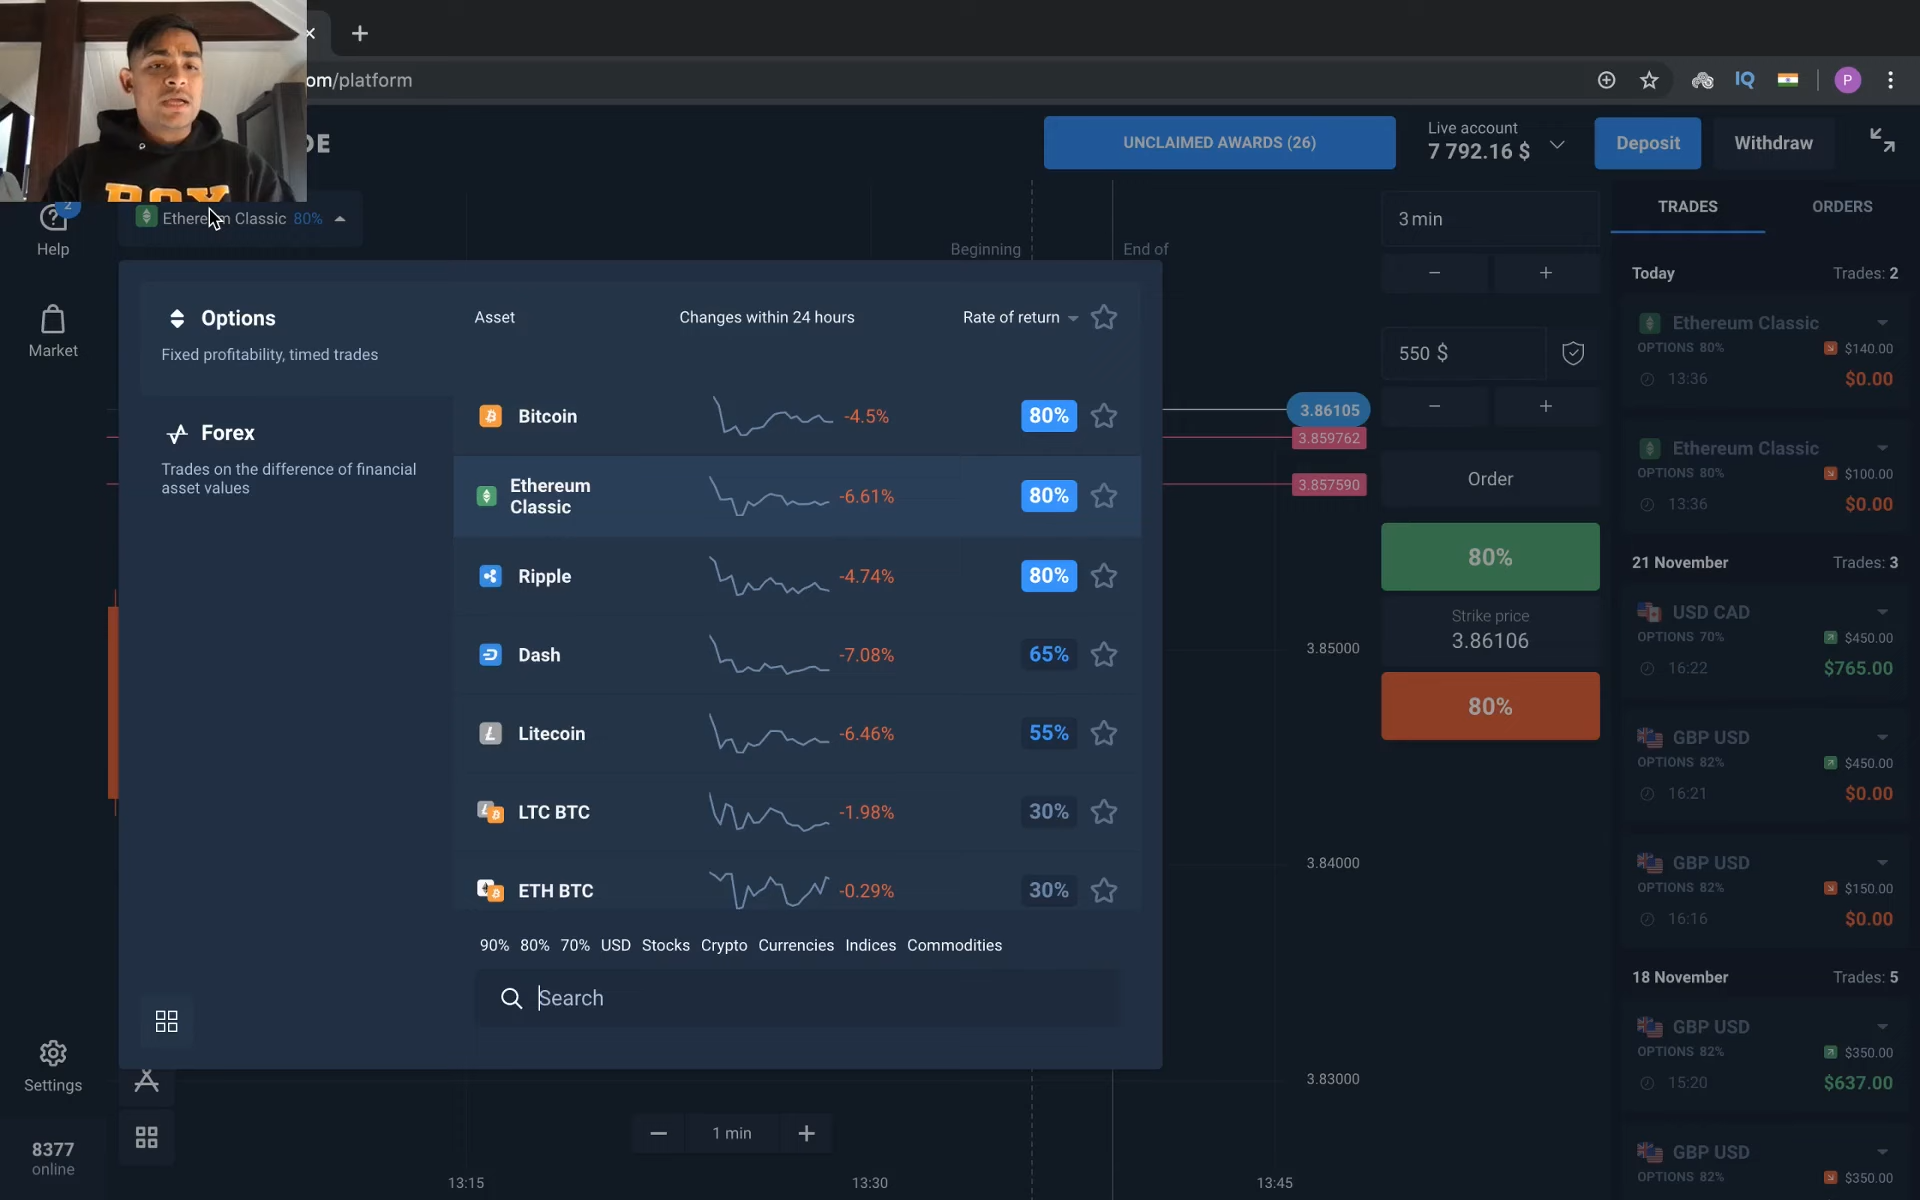 om/platform
IQ
P
DE
UNCLAIMED AWARDS (26)
Live account
7 792.16 $
Deposit
Withdraw
BOX
2
Help
Ethereum Classic 80%
Market
Beginning
End of
Options
Fixed profitability, timed trades
Forex
Trades on the difference of financial
asset values
Asset
Changes within 24 hours
Rate of return
Bitcoin
-4.5%
80%
Ethereum
Classic
-6.61%
80%
Ripple
-4.74%
80%
Dash
-7.08%
65%
Litecoin
-6.46%
55%
LTC BTC
-1.98%
30%
ETH BTC
-0.29%
30%
90% 80% 70% USD Stocks Crypto Currencies Indices Commodities
Search
Settings
8377
online
1 min
13:15
13:30
13:45
3.86105
3.859762
3.857590
3.85000
3.84000
3.83000
3 min
550 $
Order
80%
Strike price
3.86106
80%
TRADES
ORDERS
Today
Trades: 2
Ethereum Classic
OPTIONS 80%
$140.00
13:36
$0.00
Ethereum Classic
OPTIONS 80%
$100.00
13:36
$0.00
21 November
Trades: 3
USD CAD
OPTIONS 70%
$450.00
16:22
$765.00
GBP USD
OPTIONS 82%
$450.00
16:21
$0.00
GBP USD
OPTIONS 82%
$150.00
16:16
$0.00
18 November
Trades: 5
GBP USD
OPTIONS 82%
$350.00
15:20
$637.00
GBP USD
OPTIONS 82%
$350.00